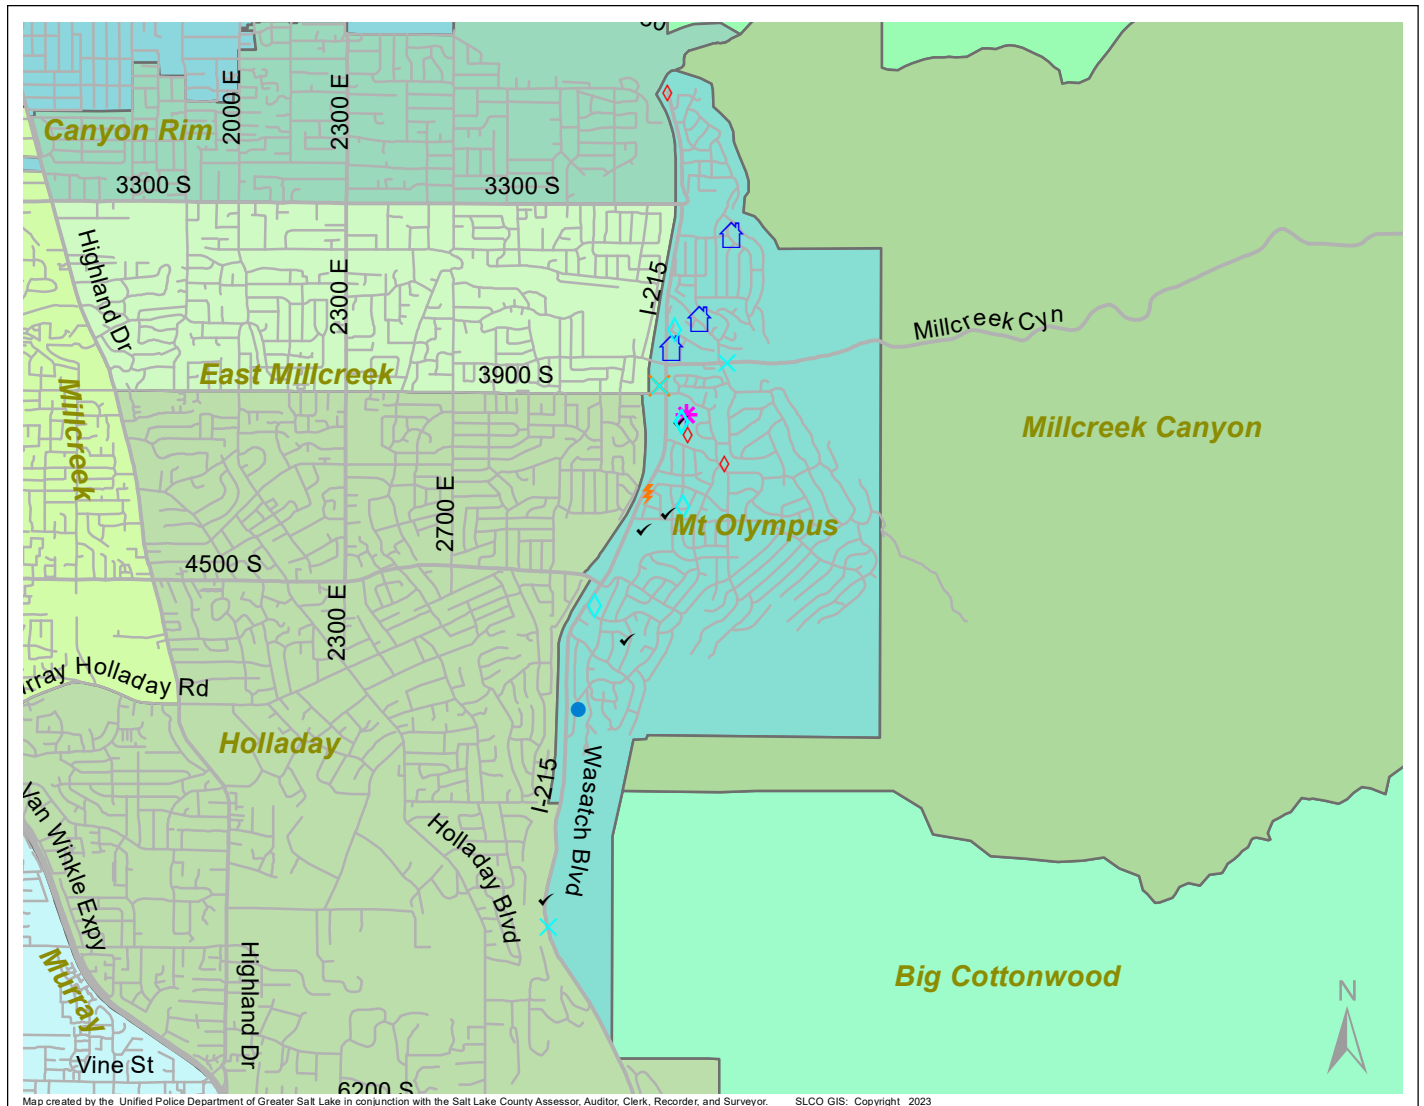 2000 E
2300 E
Canyon Rim
3300 S
3300 S
Highland Dr
2300 E
I-215
Millcreek Cyn
East Millcreek
3900 S
Millcreek
Millcreek Canyon
2700 E
Mt Olympus
4500 S
2300 E
rray Holladay Rd
Holladay
I-215
Wasatch Blvd
Van Winkle Expy
Holladay Blvd
Highland Dr
Murray
Big Cottonwood
N
Vine St
6200 S
Map created by the Unified Police Department of Greater Salt Lake in conjunction with the Salt Lake County Assessor, Auditor, Clerk, Recorder, and Surveyor. SLCO GIS: Copyright 2023